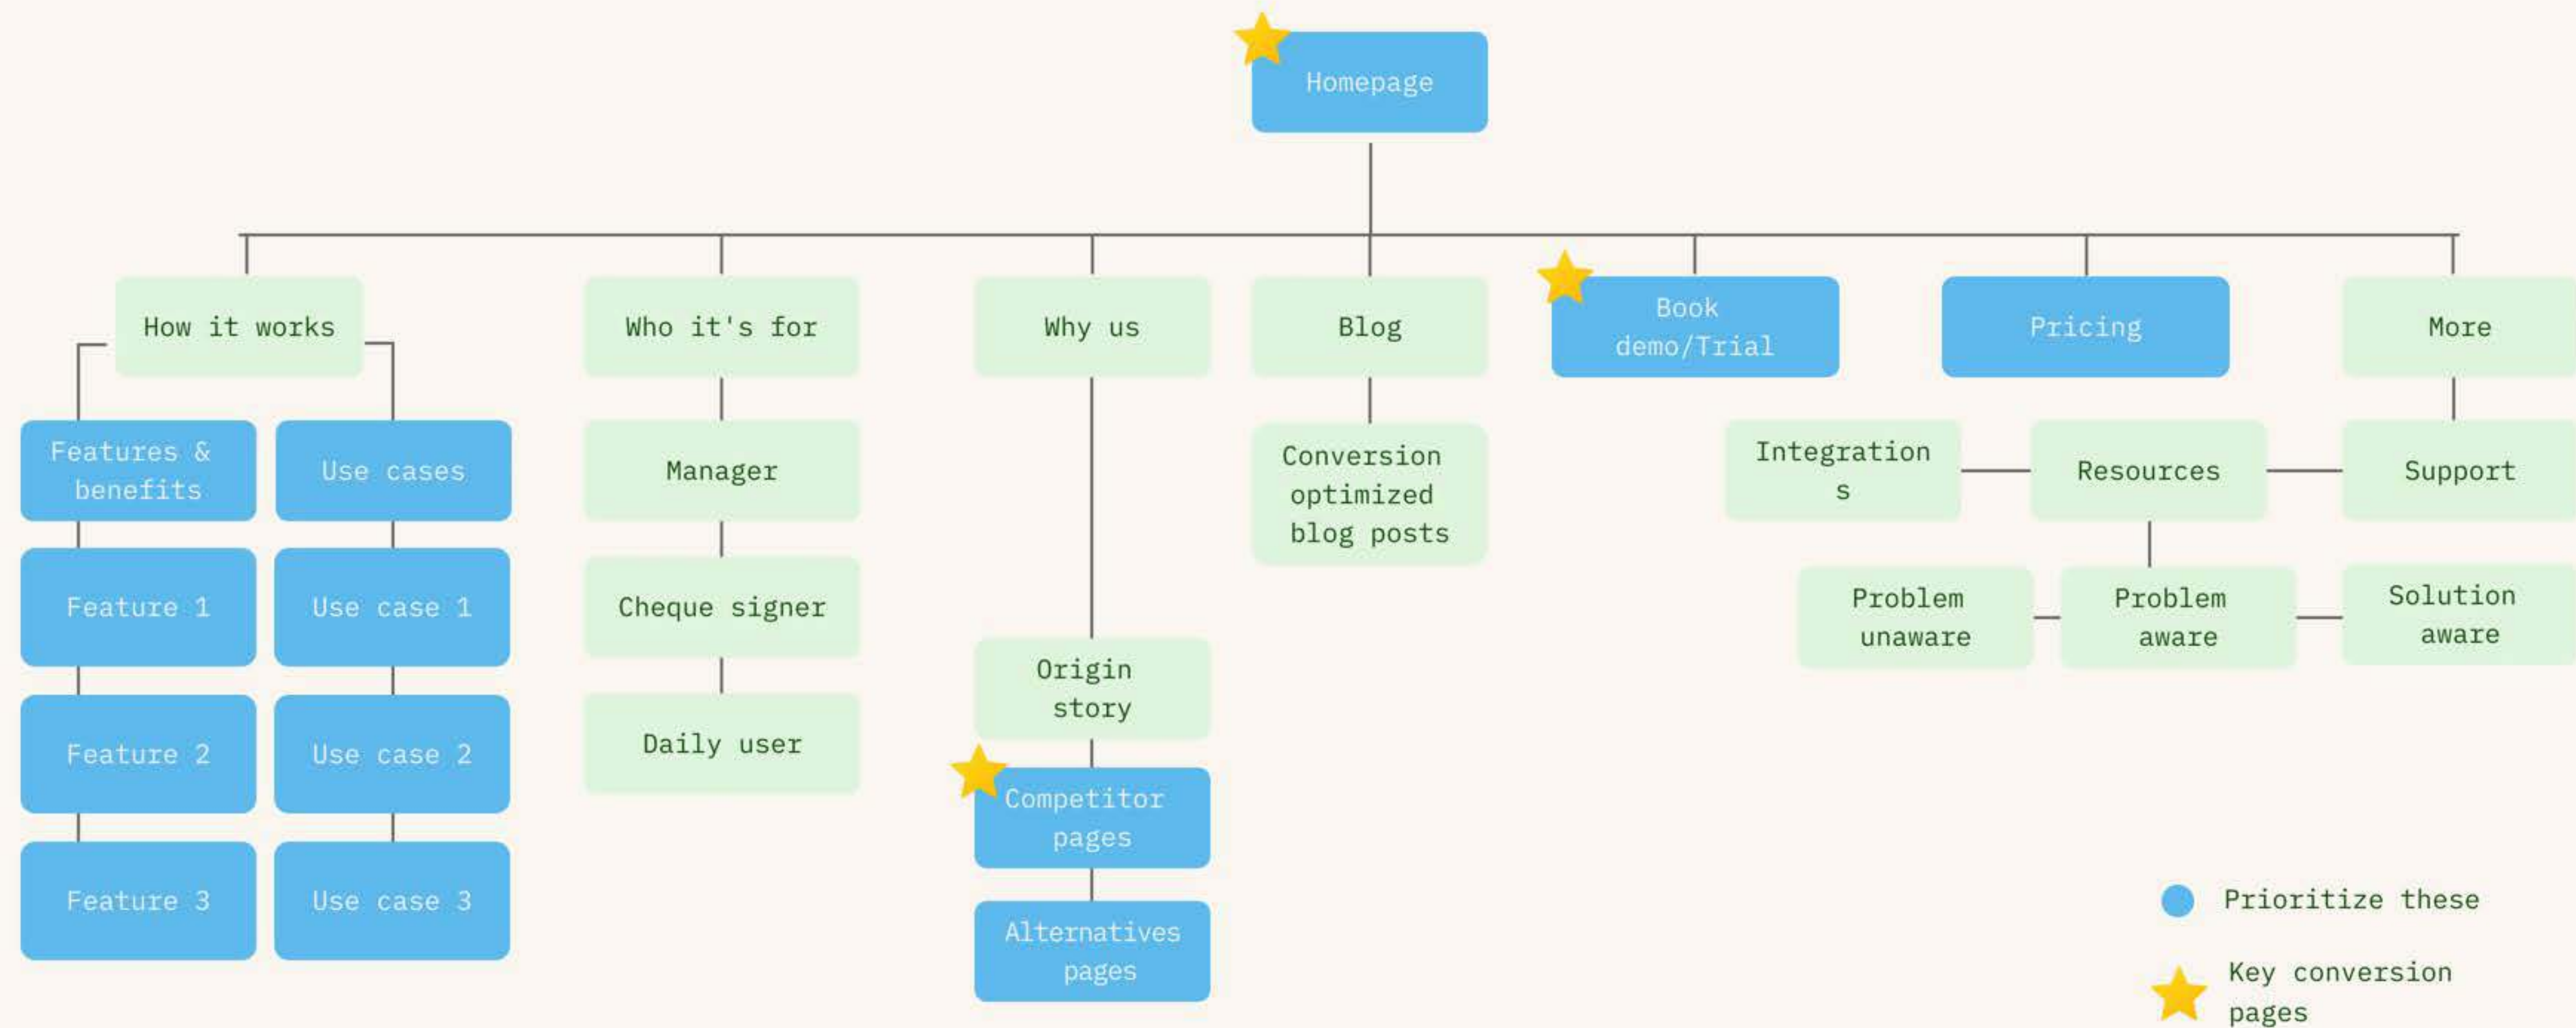 Homepage
How it works
Who it's for
Why us
Blog
Book
demo/Trial
Pricing
More
Features &
benefits
Use cases
Manager
Conversion
optimized
blog posts
Integration
s
Resources
Support
Feature 1
Use case 1
Cheque signer
Problem
unaware
Problem
aware
Solution
aware
Origin
story
Feature 2
Use case 2
Daily user
Competitor
pages
Feature 3
Use case 3
Alternatives
pages
Prioritize these
Key conversion
pages